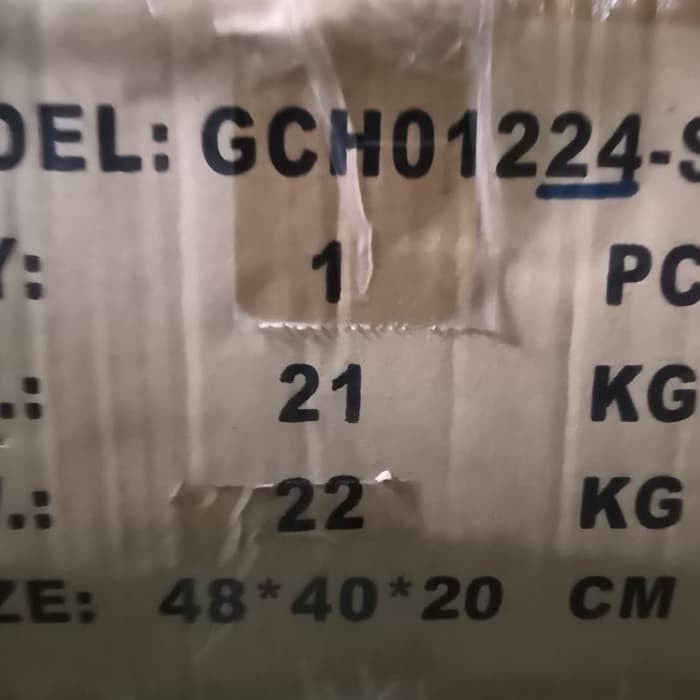 DEL: GCH01224-S
Y: 1 PC
.: 21 KG
.: 22 KG
ZE: 48*40*20 CM